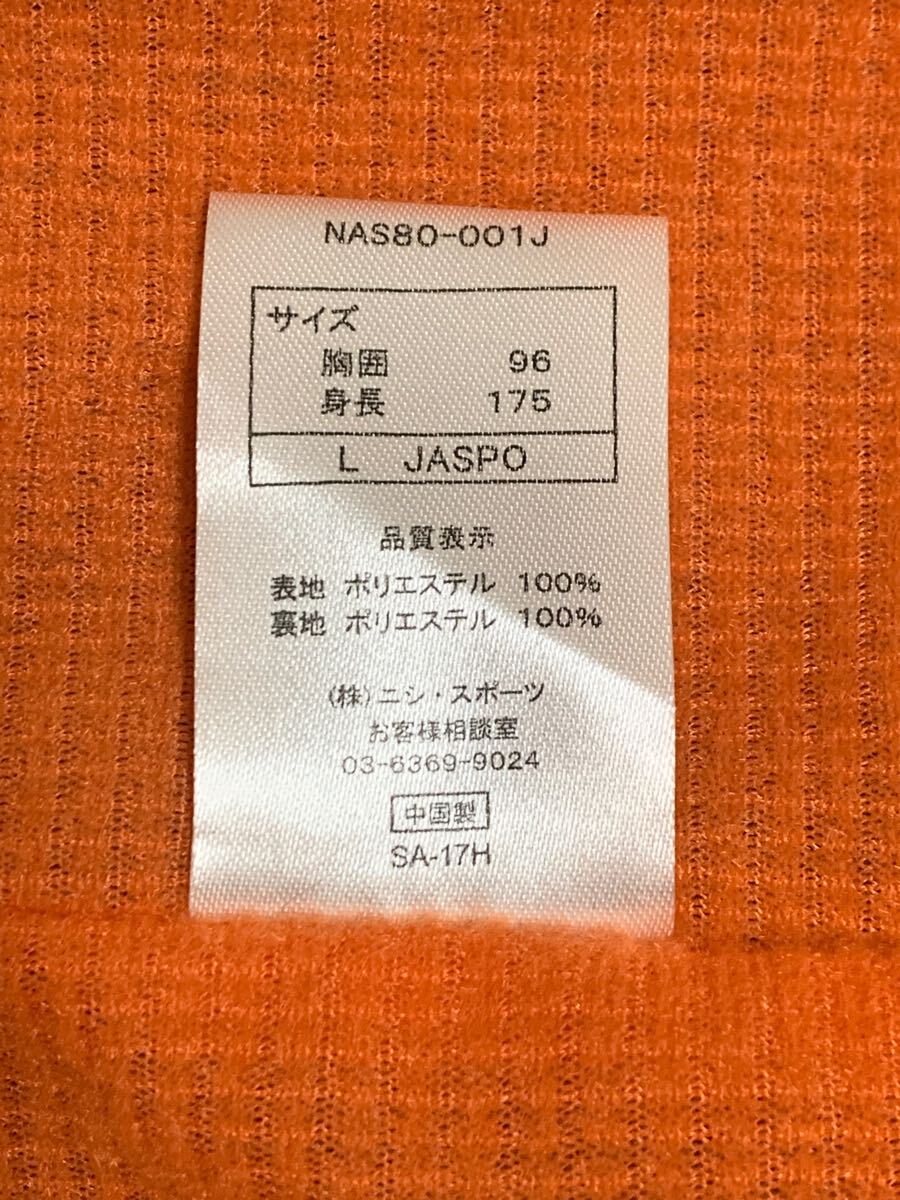 NAS80-001J
サイズ
胸囲 96
身長 175
L JASPO
品質表示
表地 ポリエステル 100%
裏地 ポリエステル 100%
(株)ニシ・スポーツ
お客様相談室
03-6369-9024
中国製
SA-17H